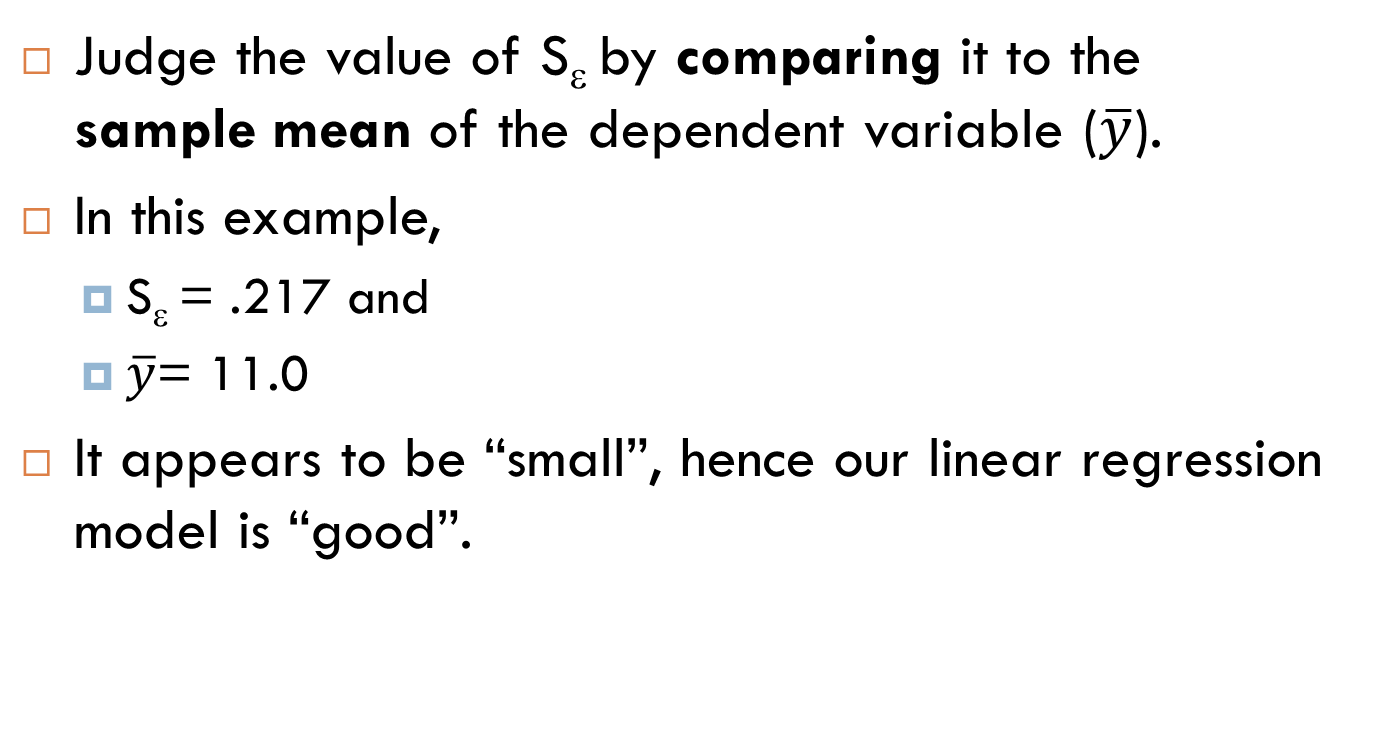 Judge the value of Sε by comparing it to the
sample mean of the dependent variable (ȳ).
In this example,
Sε = .217 and
ȳ= 11.0
It appears to be “small”, hence our linear regression
model is “good”.